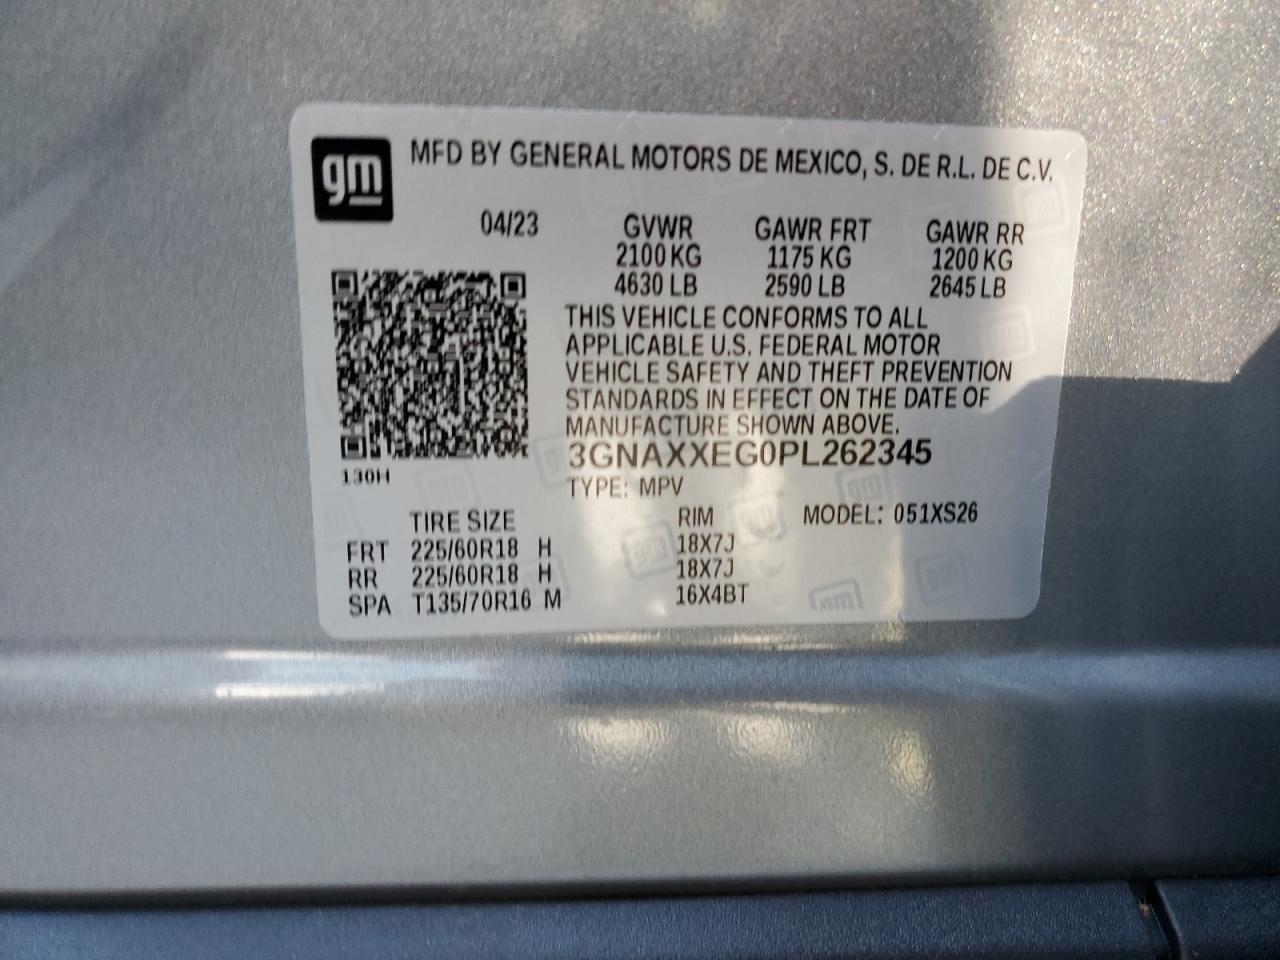 gm
MFD BY GENERAL MOTORS DE MEXICO, S. DE R.L. DE C.V.
04/23
GVWR GAWR FRT GAWR RR
2100 KG 1175 KG 1200 KG
4630 LB 2590 LB 2645 LB
THIS VEHICLE CONFORMS TO ALL
APPLICABLE U.S. FEDERAL MOTOR
VEHICLE SAFETY AND THEFT PREVENTION
STANDARDS IN EFFECT ON THE DATE OF
MANUFACTURE SHOWN ABOVE.
3GNAXXEG0PL262345
130H
TYPE: MPV
TIRE SIZE RIM MODEL: 051XS26
FRT 225/60R18 H 18X7J
RR 225/60R18 H 18X7J
SPA T135/70R16 M 16X4BT